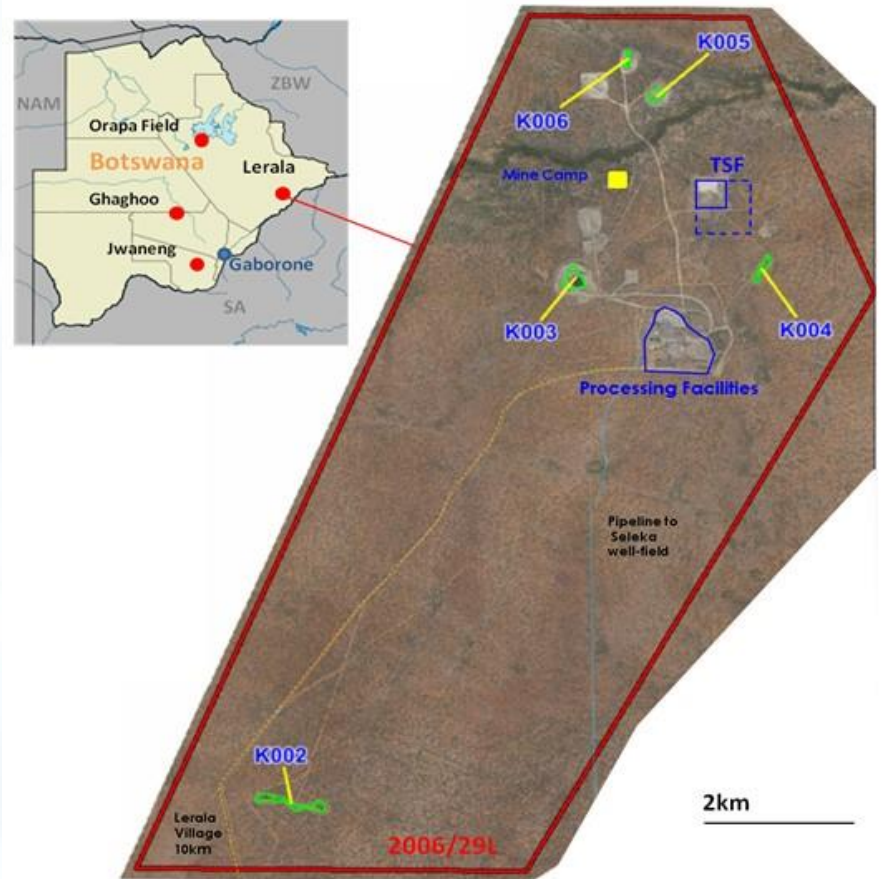 NAM
ZBW
Orapa Field
Botswana
Lerala
Ghaghoo
Jwaneng
Gaborone
SA
K005
K006
TSF
Mine Camp
K003
K004
Processing Facilities
Pipeline to
Seleka
well-field
K002
Lerala
Village
10km
2006/29L
2km